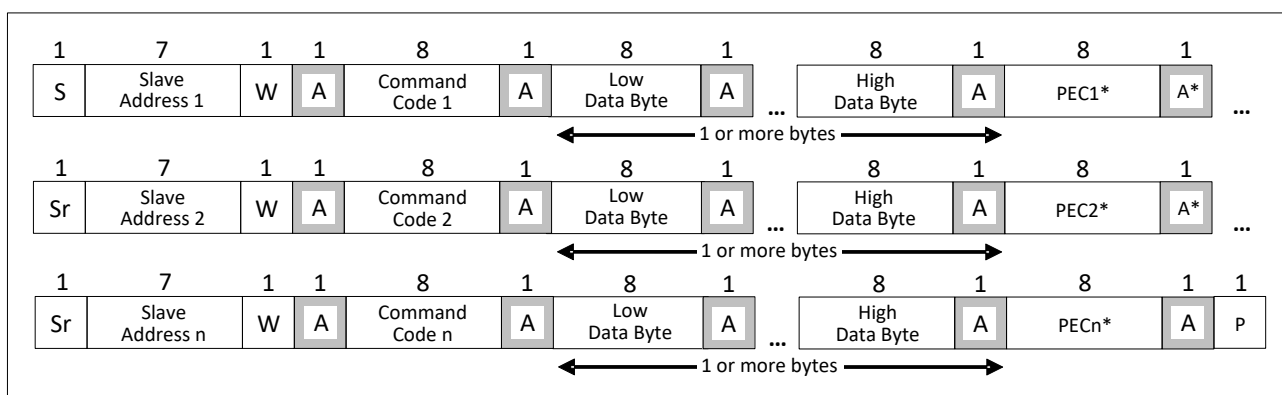 1 7 1 1 8 1 8 1 8 1 8 1
S Slave Address 1 W A Command Code 1 A Low Data Byte A ... High Data Byte A PEC1* A* ...
1 or more bytes
1 7 1 1 8 1 8 1 8 1 8 1
Sr Slave Address 2 W A Command Code 2 A Low Data Byte A ... High Data Byte A PEC2* A* ...
1 or more bytes
1 7 1 1 8 1 8 1 8 1 8 1 1
Sr Slave Address n W A Command Code n A Low Data Byte A ... High Data Byte A PECn* A P
1 or more bytes